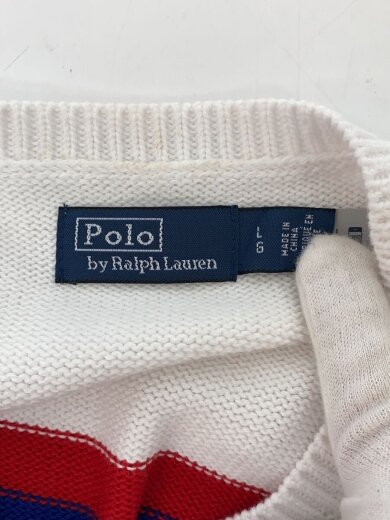 Polo
by Ralph Lauren
L
G
MADE IN
CHINA